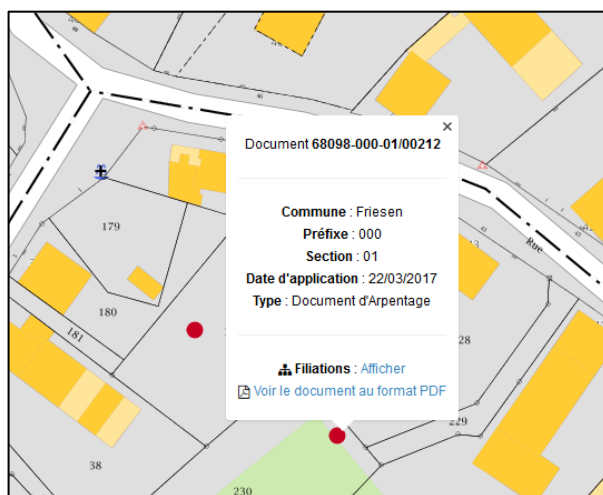 Document 68098-000-01/00212
×
Commune : Friesen
Préfixe : 000
Section : 01
Date d'application : 22/03/2017
Type : Document d'Arpentage
Filiations : Afficher
Voir le document au format PDF
179
Rue
180
181
228
229
38
230